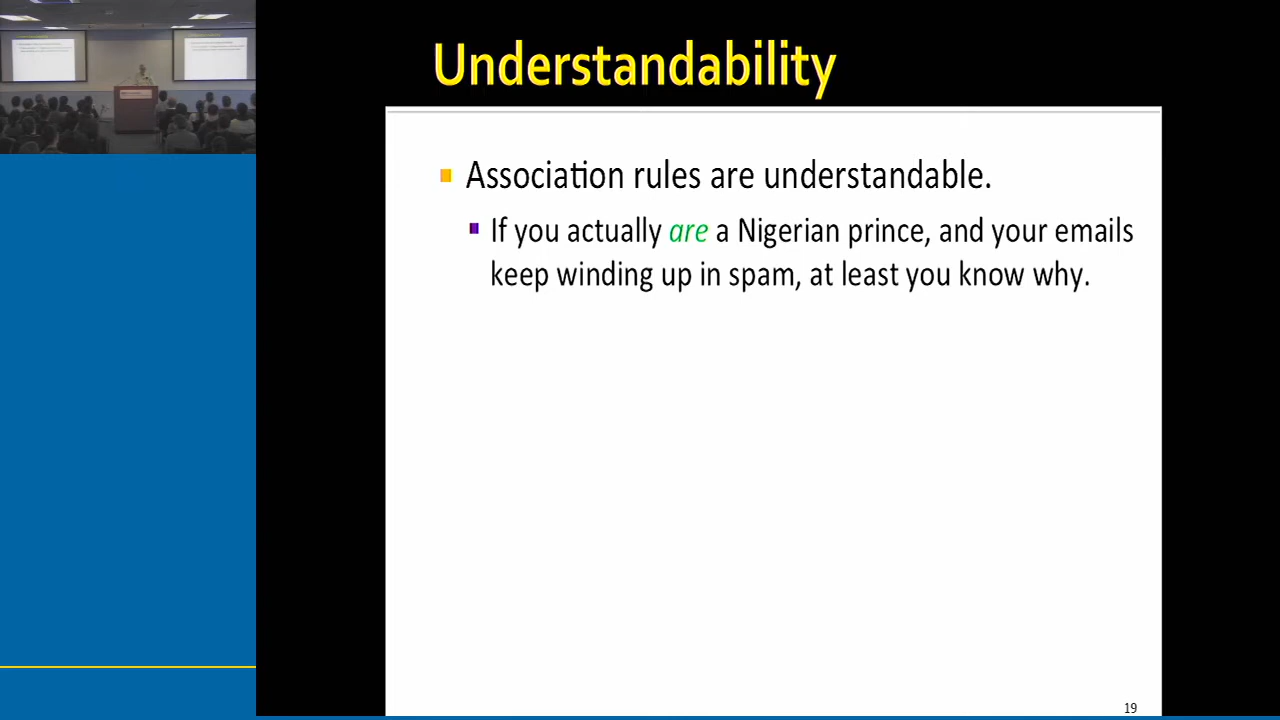 Understandability
Association rules are understandable.
If you actually are a Nigerian prince, and your emails
keep winding up in spam, at least you know why.
19